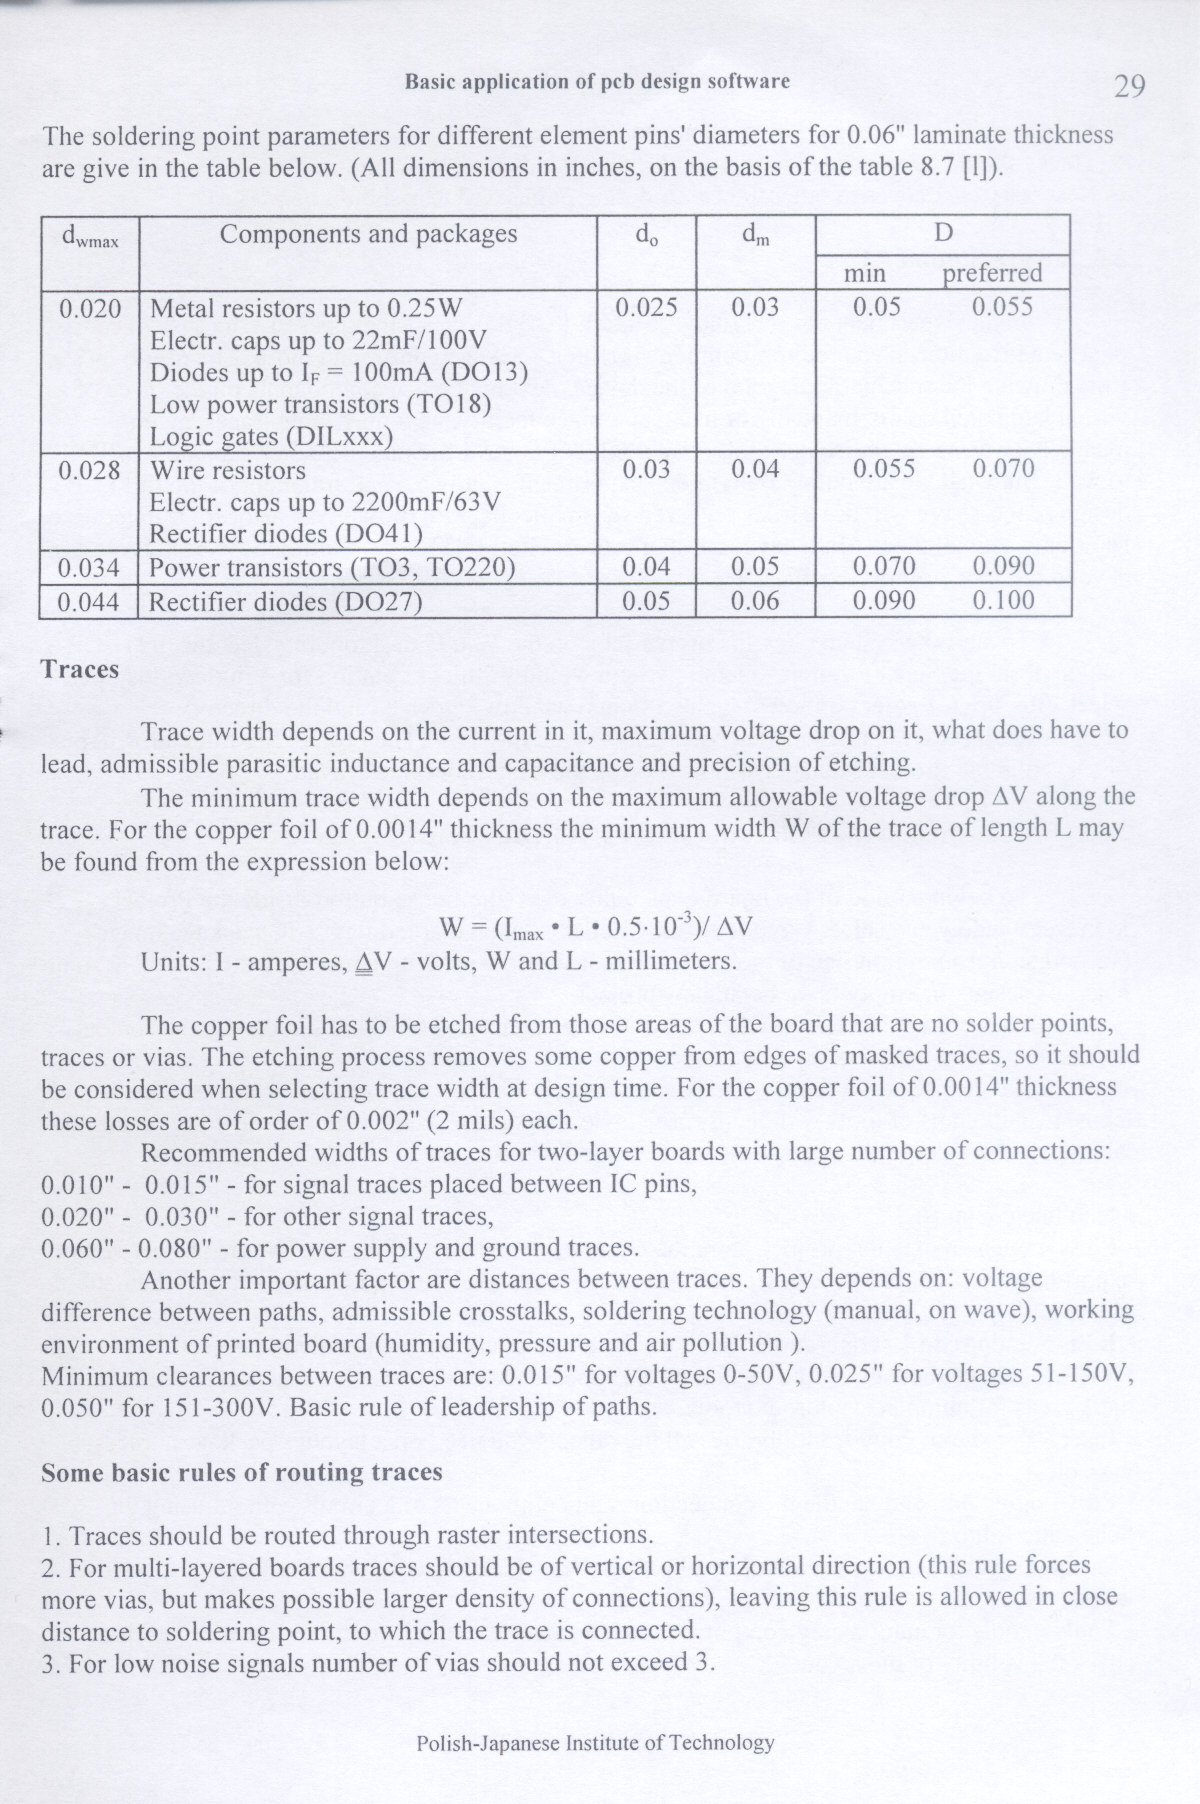 Basic application of pcb design software
29
The soldering point parameters for different element pins' diameters for 0.06" laminate thickness
are give in the table below. (All dimensions in inches, on the basis of the table 8.7 [l]).
dwmax Components and packages do dm D
min preferred
0.020 Metal resistors up to 0.25W 0.025 0.03 0.05 0.055
Electr. caps up to 22mF/100V
Diodes up to IF = 100mA (DO13)
Low power transistors (TO18)
Logic gates (DILxxx)
0.028 Wire resistors 0.03 0.04 0.055 0.070
Electr. caps up to 2200mF/63V
Rectifier diodes (DO41)
0.034 Power transistors (TO3, TO220) 0.04 0.05 0.070 0.090
0.044 Rectifier diodes (DO27) 0.05 0.06 0.090 0.100
Traces
Trace width depends on the current in it, maximum voltage drop on it, what does have to
lead, admissible parasitic inductance and capacitance and precision of etching.
The minimum trace width depends on the maximum allowable voltage drop ΔV along the
trace. For the copper foil of 0.0014" thickness the minimum width W of the trace of length L may
be found from the expression below:
W = (Imax • L • 0.5·10⁻³)/ ΔV
Units: I - amperes, ΔV - volts, W and L - millimeters.
The copper foil has to be etched from those areas of the board that are no solder points,
traces or vias. The etching process removes some copper from edges of masked traces, so it should
be considered when selecting trace width at design time. For the copper foil of 0.0014" thickness
these losses are of order of 0.002" (2 mils) each.
Recommended widths of traces for two-layer boards with large number of connections:
0.010" - 0.015" - for signal traces placed between IC pins,
0.020" - 0.030" - for other signal traces,
0.060" - 0.080" - for power supply and ground traces.
Another important factor are distances between traces. They depends on: voltage
difference between paths, admissible crosstalks, soldering technology (manual, on wave), working
environment of printed board (humidity, pressure and air pollution ).
Minimum clearances between traces are: 0.015" for voltages 0-50V, 0.025" for voltages 51-150V,
0.050" for 151-300V. Basic rule of leadership of paths.
Some basic rules of routing traces
1. Traces should be routed through raster intersections.
2. For multi-layered boards traces should be of vertical or horizontal direction (this rule forces
more vias, but makes possible larger density of connections), leaving this rule is allowed in close
distance to soldering point, to which the trace is connected.
3. For low noise signals number of vias should not exceed 3.
Polish-Japanese Institute of Technology